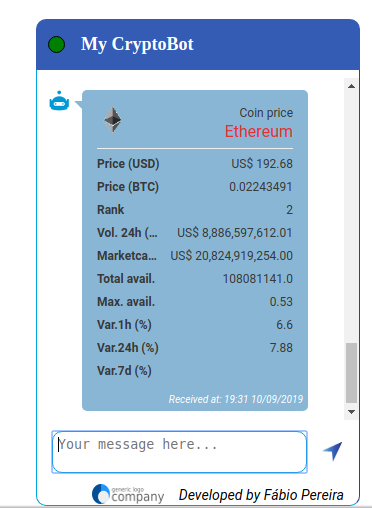 My CryptoBot
Coin price
Ethereum
Price (USD) US$ 192.68
Price (BTC) 0.02243491
Rank 2
Vol. 24h (... US$ 8,886,597,612.01
Marketca... US$ 20,824,919,254.00
Total avail. 108081141.0
Max. avail. 0.53
Var.1h (%) 6.6
Var.24h (%) 7.88
Var.7d (%)
Received at: 19:31 10/09/2019
Your message here...
generic logo
company
Developed by Fábio Pereira